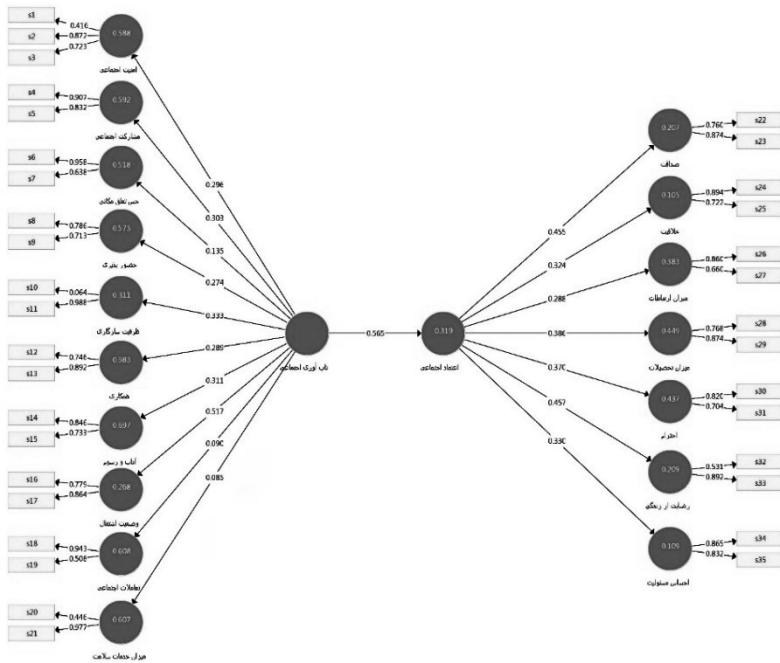 s1
s2
s3
0.416
0.872
0.723
0.588
امنیت اجتماعی
s4
s5
0.907
0.832
0.592
مشارکت اجتماعی
s6
s7
0.958
0.638
0.518
حس تعلق مکانی
s8
s9
0.786
0.713
0.575
حضور پذیری
s10
s11
0.064
0.988
0.311
ظرفیت سازگاری
s12
s13
0.746
0.892
0.583
همکاری
s14
s15
0.846
0.733
0.697
آداب و رسوم
s16
s17
0.779
0.864
0.268
وضعیت اشتغال
s18
s19
0.943
0.508
0.608
تعاملات اجتماعی
s20
s21
0.446
0.977
0.607
میزان خدمات سلامت
0.296
0.303
0.135
0.274
0.333
0.289
0.311
0.517
0.090
0.085
تاب آوری اجتماعی
0.565
0.319
اعتماد اجتماعی
0.455
0.324
0.288
0.386
0.370
0.457
0.330
0.207
صداقت
0.760
0.874
s22
s23
0.105
خلاقیت
0.894
0.722
s24
s25
0.383
میزان ارتباطات
0.860
0.660
s26
s27
0.449
میزان تحصیلات
0.768
0.874
s28
s29
0.437
احترام
0.820
0.704
s30
s31
0.209
رضایت از زندگی
0.531
0.892
s32
s33
0.109
احساس مسئولیت
0.865
0.832
s34
s35